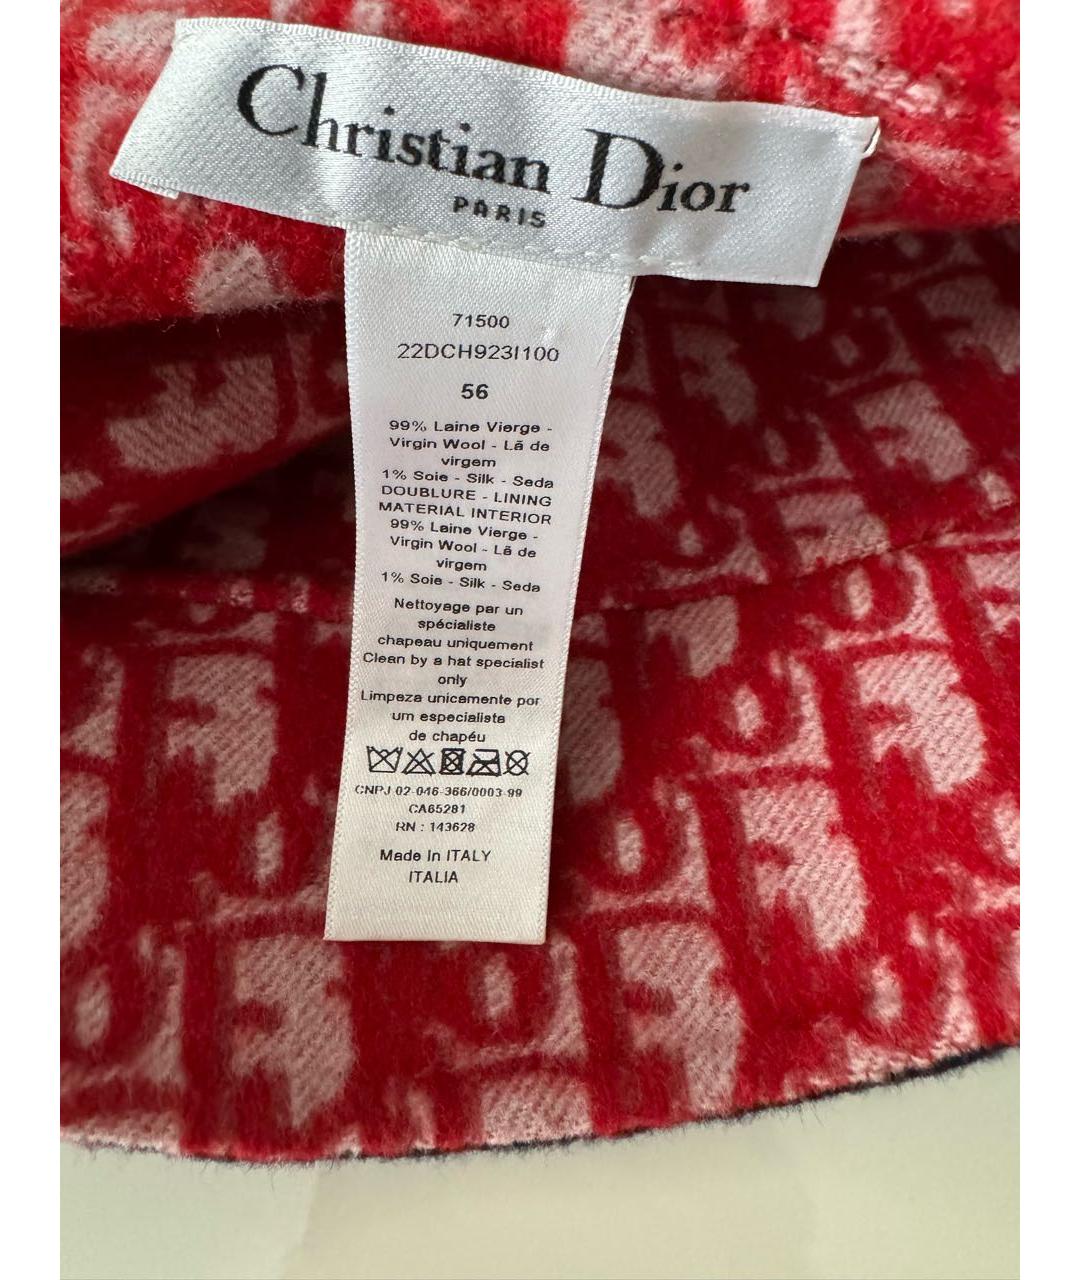 Christian Dior
PARIS
71500
22DCH923I100
56
99% Laine Vierge -
Virgin Wool - Lã de
virgem
1% Soie - Silk - Seda
DOUBLURE - LINING
MATERIAL INTERIOR
99% Laine Vierge -
Virgin Wool - Lã de
virgem
1% Soie - Silk - Seda
Nettoyage par un
spécialiste
chapeau uniquement
Clean by a hat specialist
only
Limpeza unicamente por
um especialista
de chapéu
CNPJ 02-046-366/0003-99
CA65281
RN : 143628
Made In ITALY
ITALIA